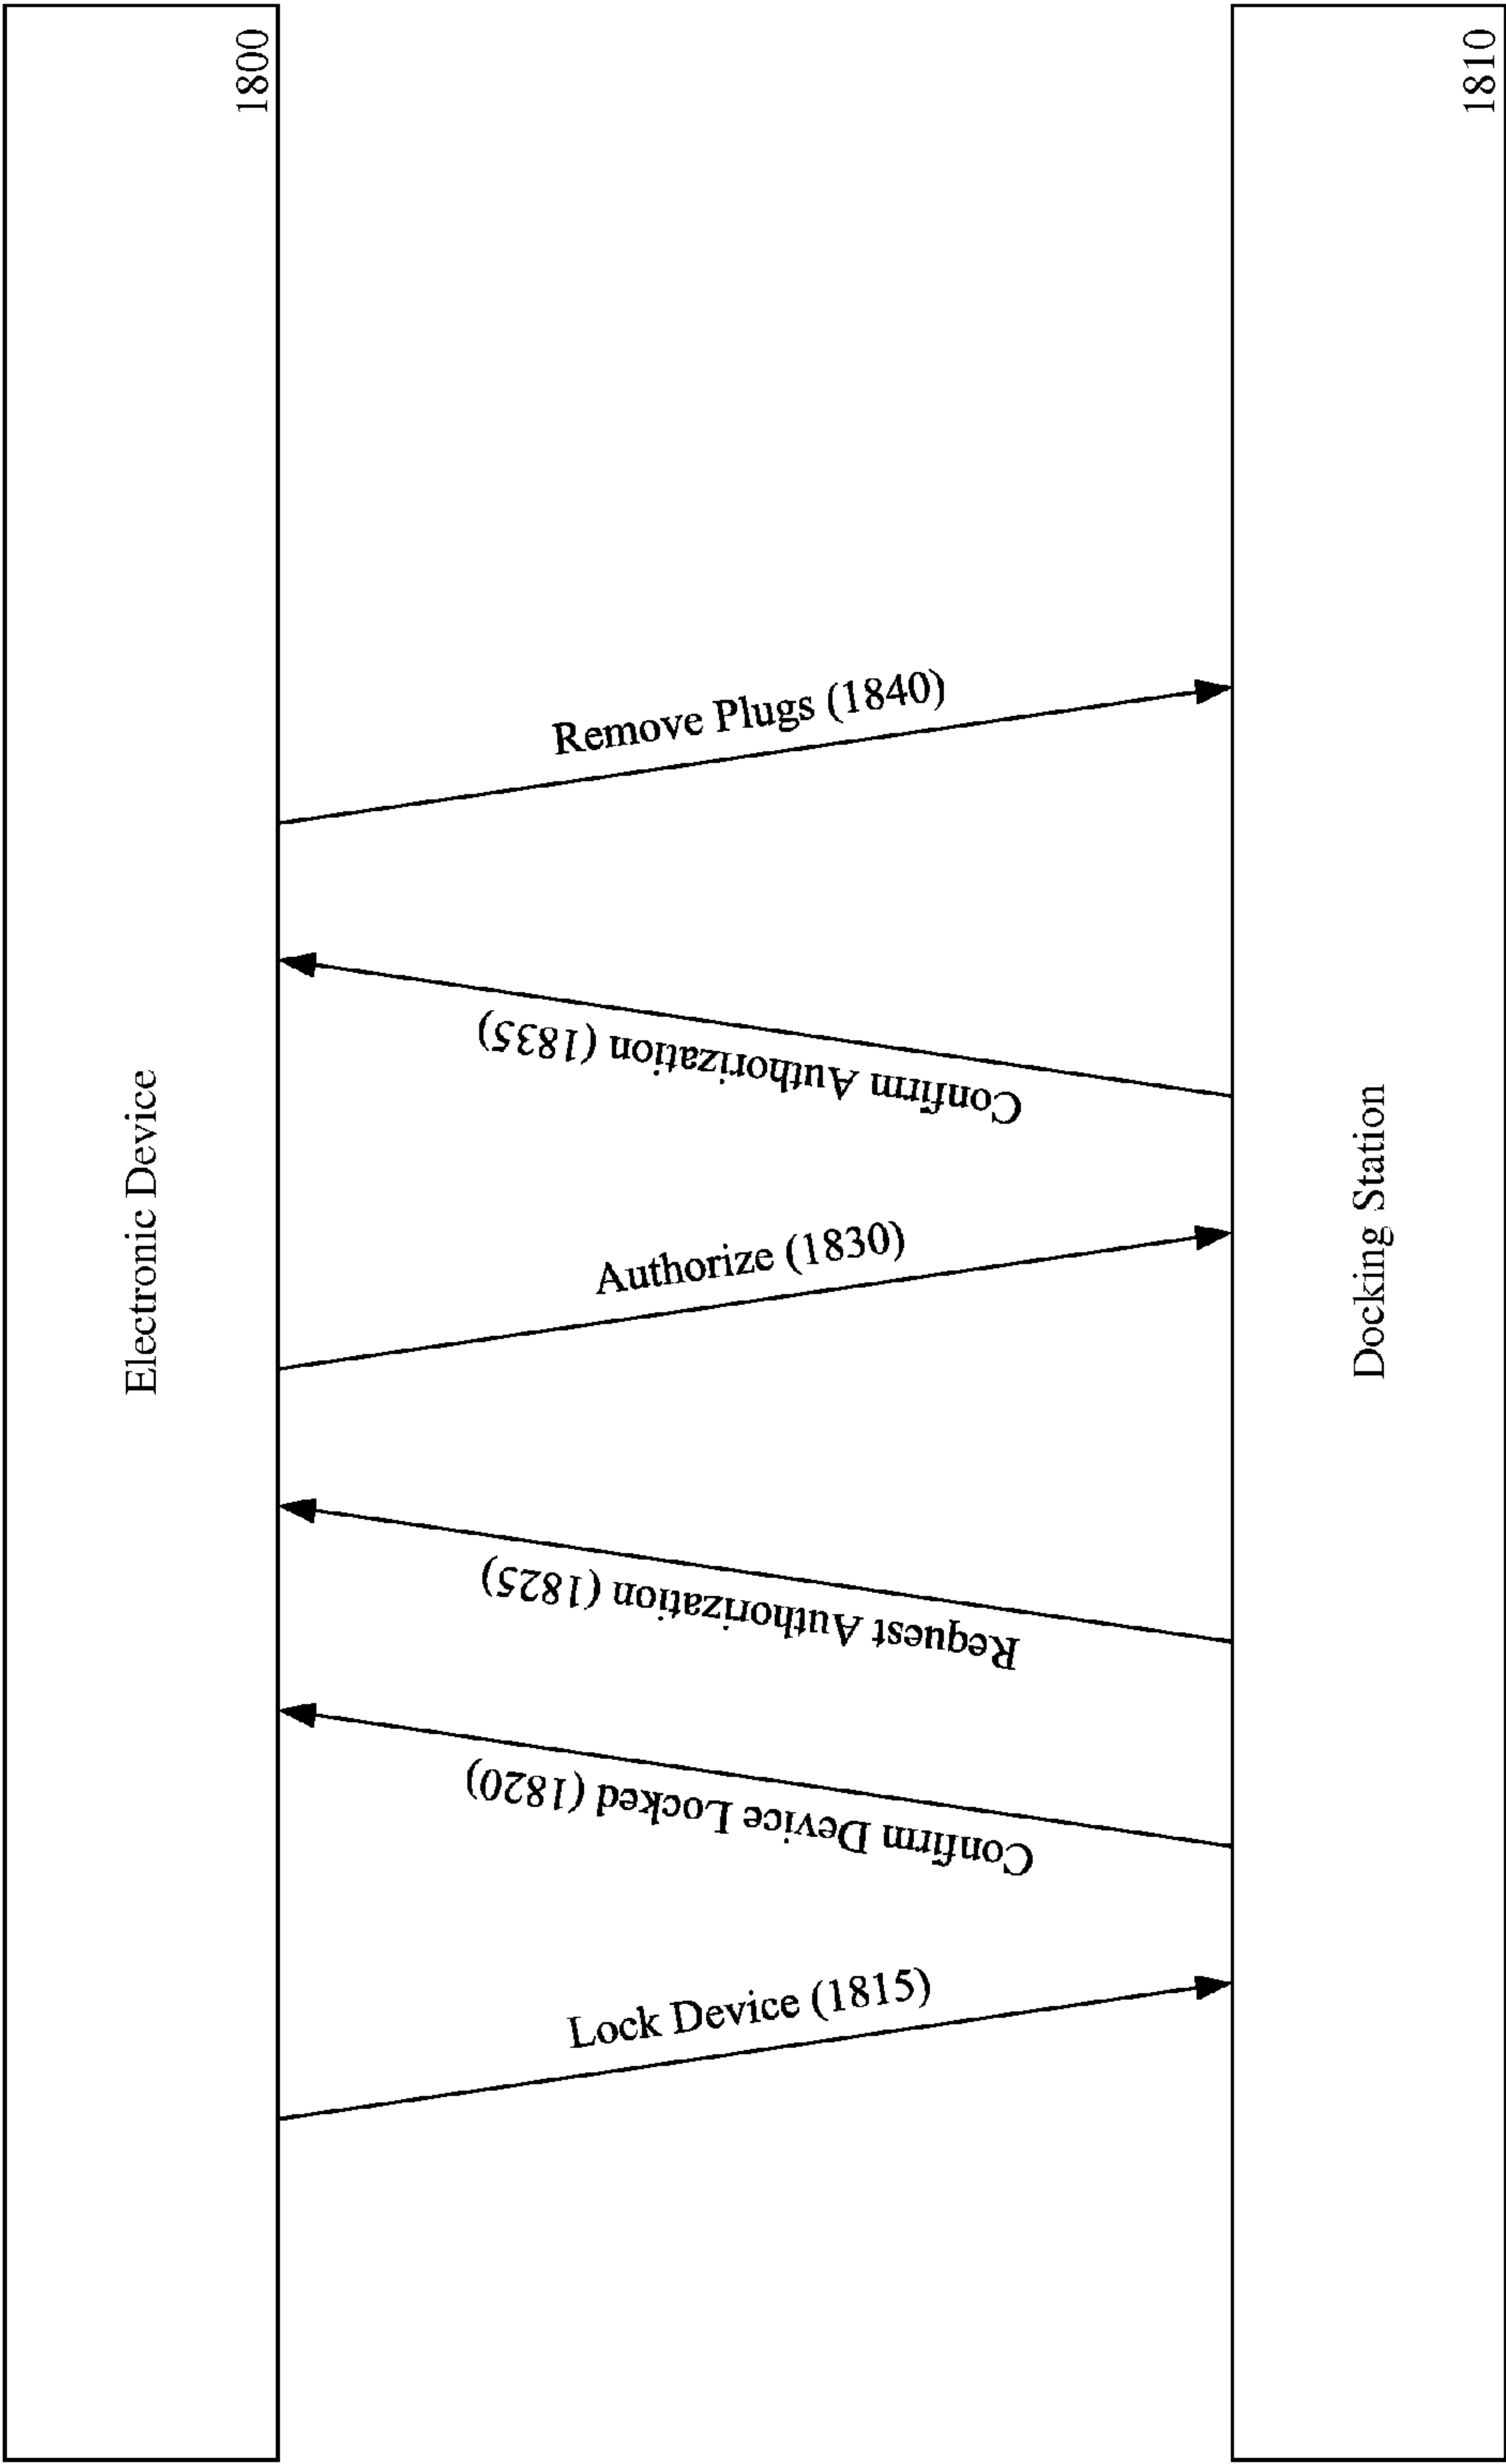 Electronic Device
1800
Lock Device (1815)
Confirm Device Locked (1820)
Request Authorization (1825)
Authorize (1830)
Confirm Authorization (1835)
Remove Plugs (1840)
Docking Station
1810